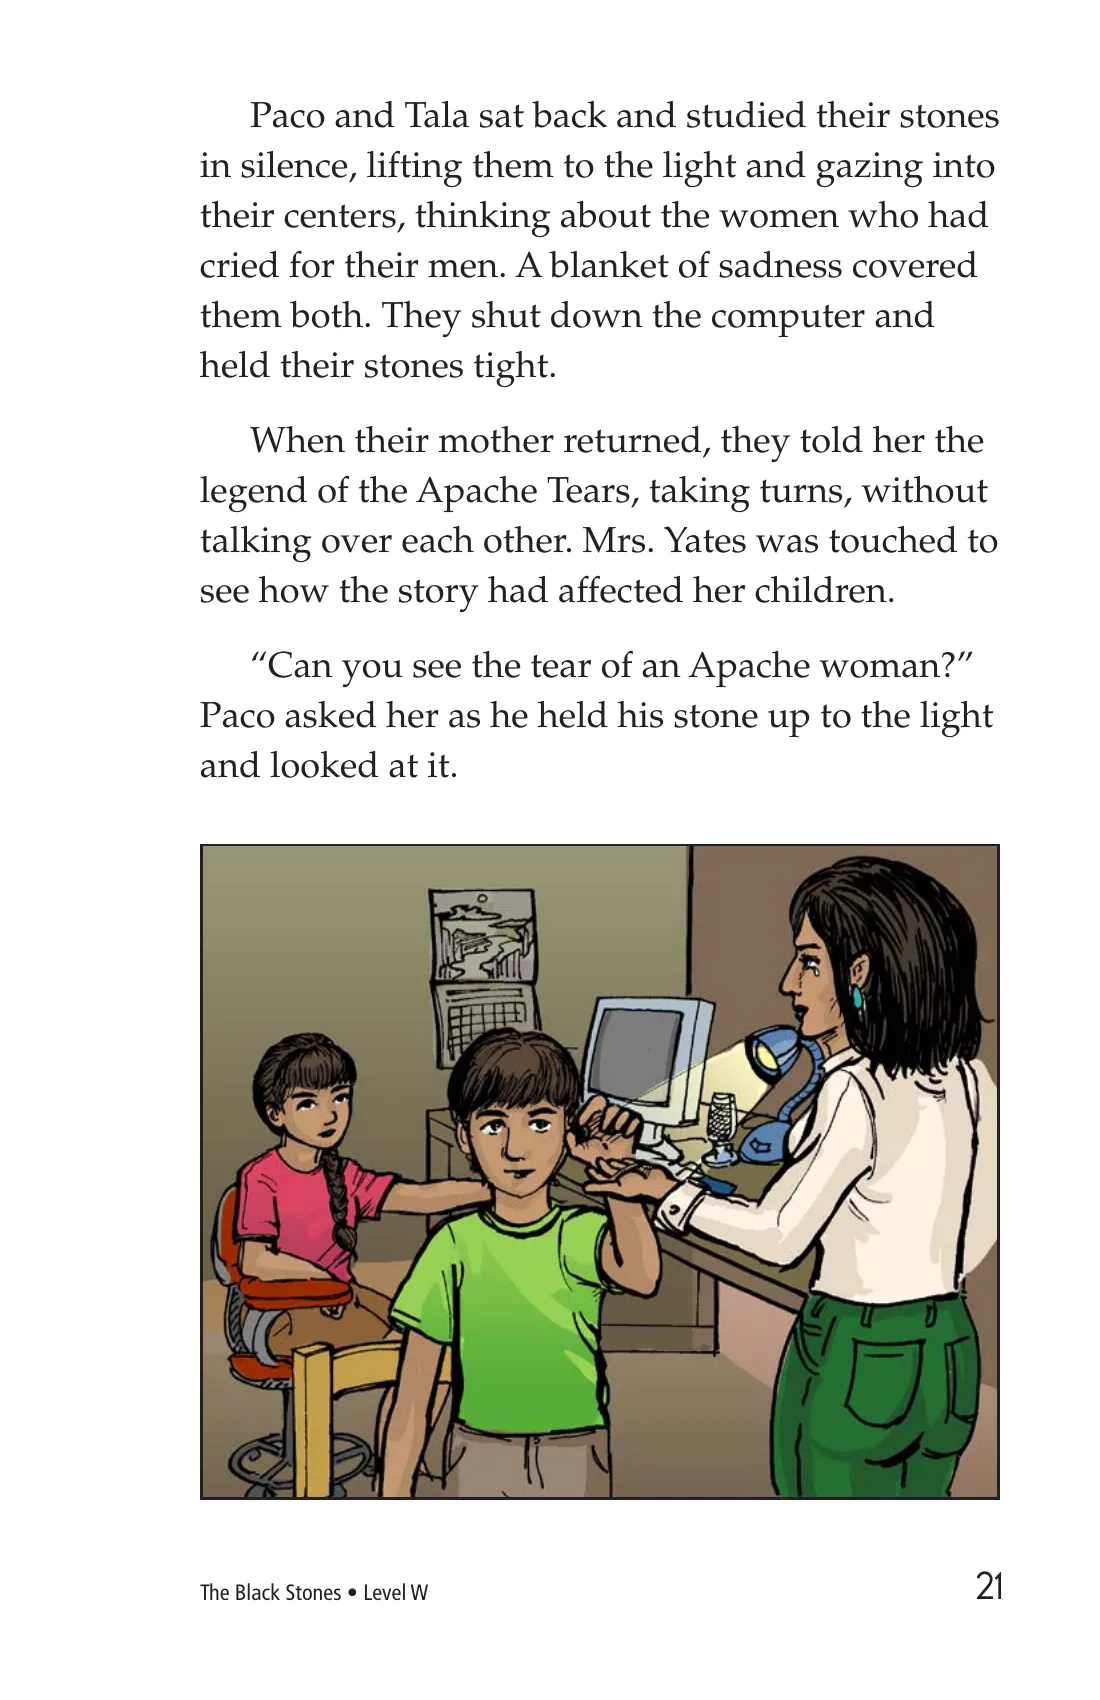 Paco and Tala sat back and studied their stones
in silence, lifting them to the light and gazing into
their centers, thinking about the women who had
cried for their men. A blanket of sadness covered
them both. They shut down the computer and
held their stones tight.
When their mother returned, they told her the
legend of the Apache Tears, taking turns, without
talking over each other. Mrs. Yates was touched to
see how the story had affected her children.
“Can you see the tear of an Apache woman?”
Paco asked her as he held his stone up to the light
and looked at it.
The Black Stones • Level W
21